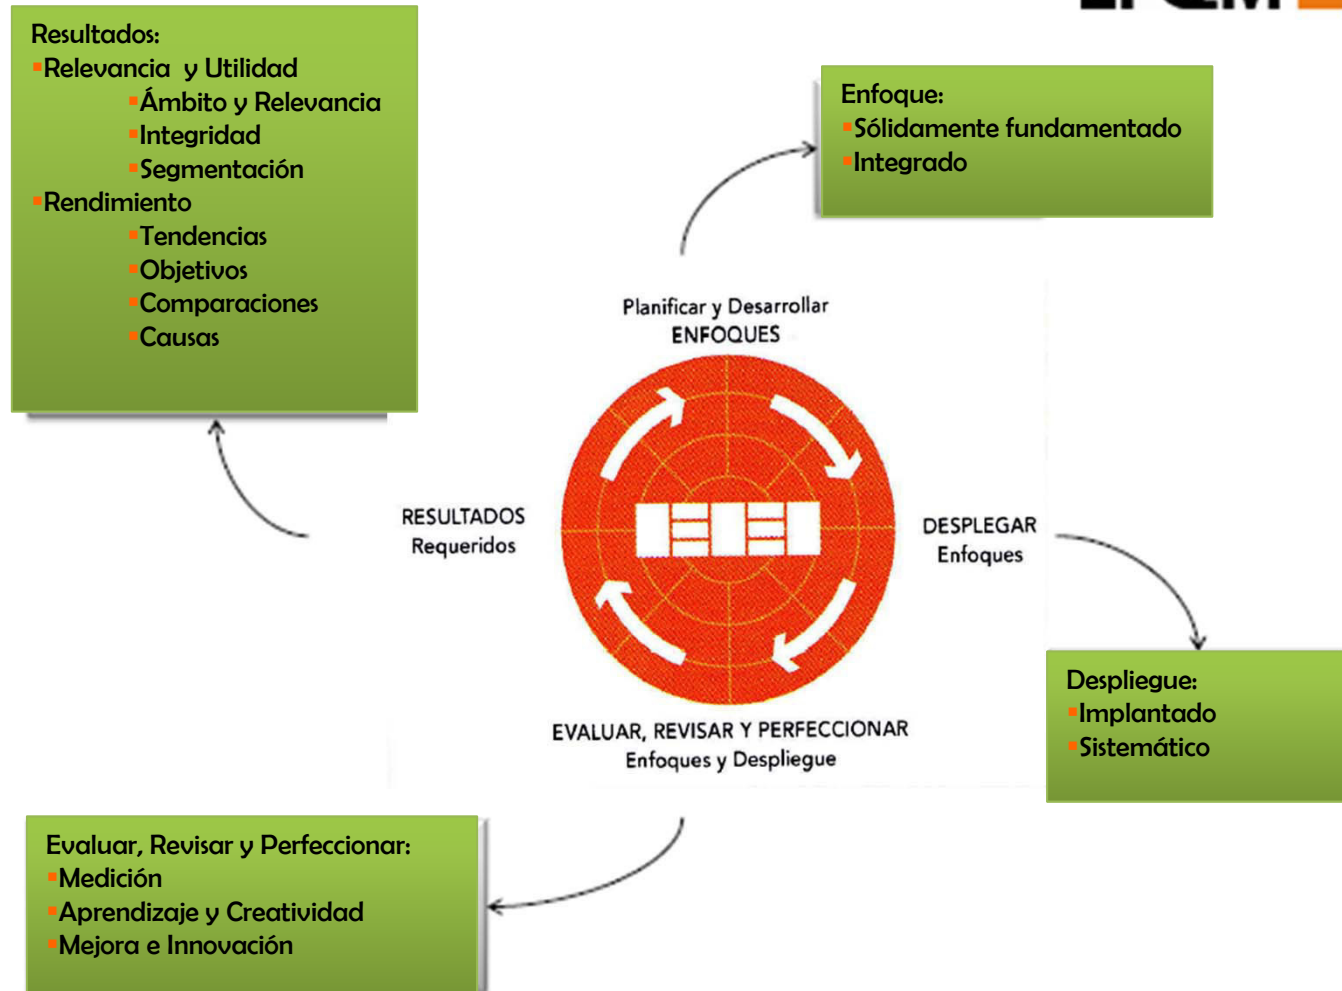 EFQM
Resultados:
Relevancia y Utilidad
Ámbito y Relevancia
Integridad
Segmentación
Rendimiento
Tendencias
Objetivos
Comparaciones
Causas
Enfoque:
Sólidamente fundamentado
Integrado
Planificar y Desarrollar
ENFOQUES
RESULTADOS
Requeridos
DESPLEGAR
Enfoques
EVALUAR, REVISAR Y PERFECCIONAR
Enfoques y Despliegue
Despliegue:
Implantado
Sistemático
Evaluar, Revisar y Perfeccionar:
Medición
Aprendizaje y Creatividad
Mejora e Innovación